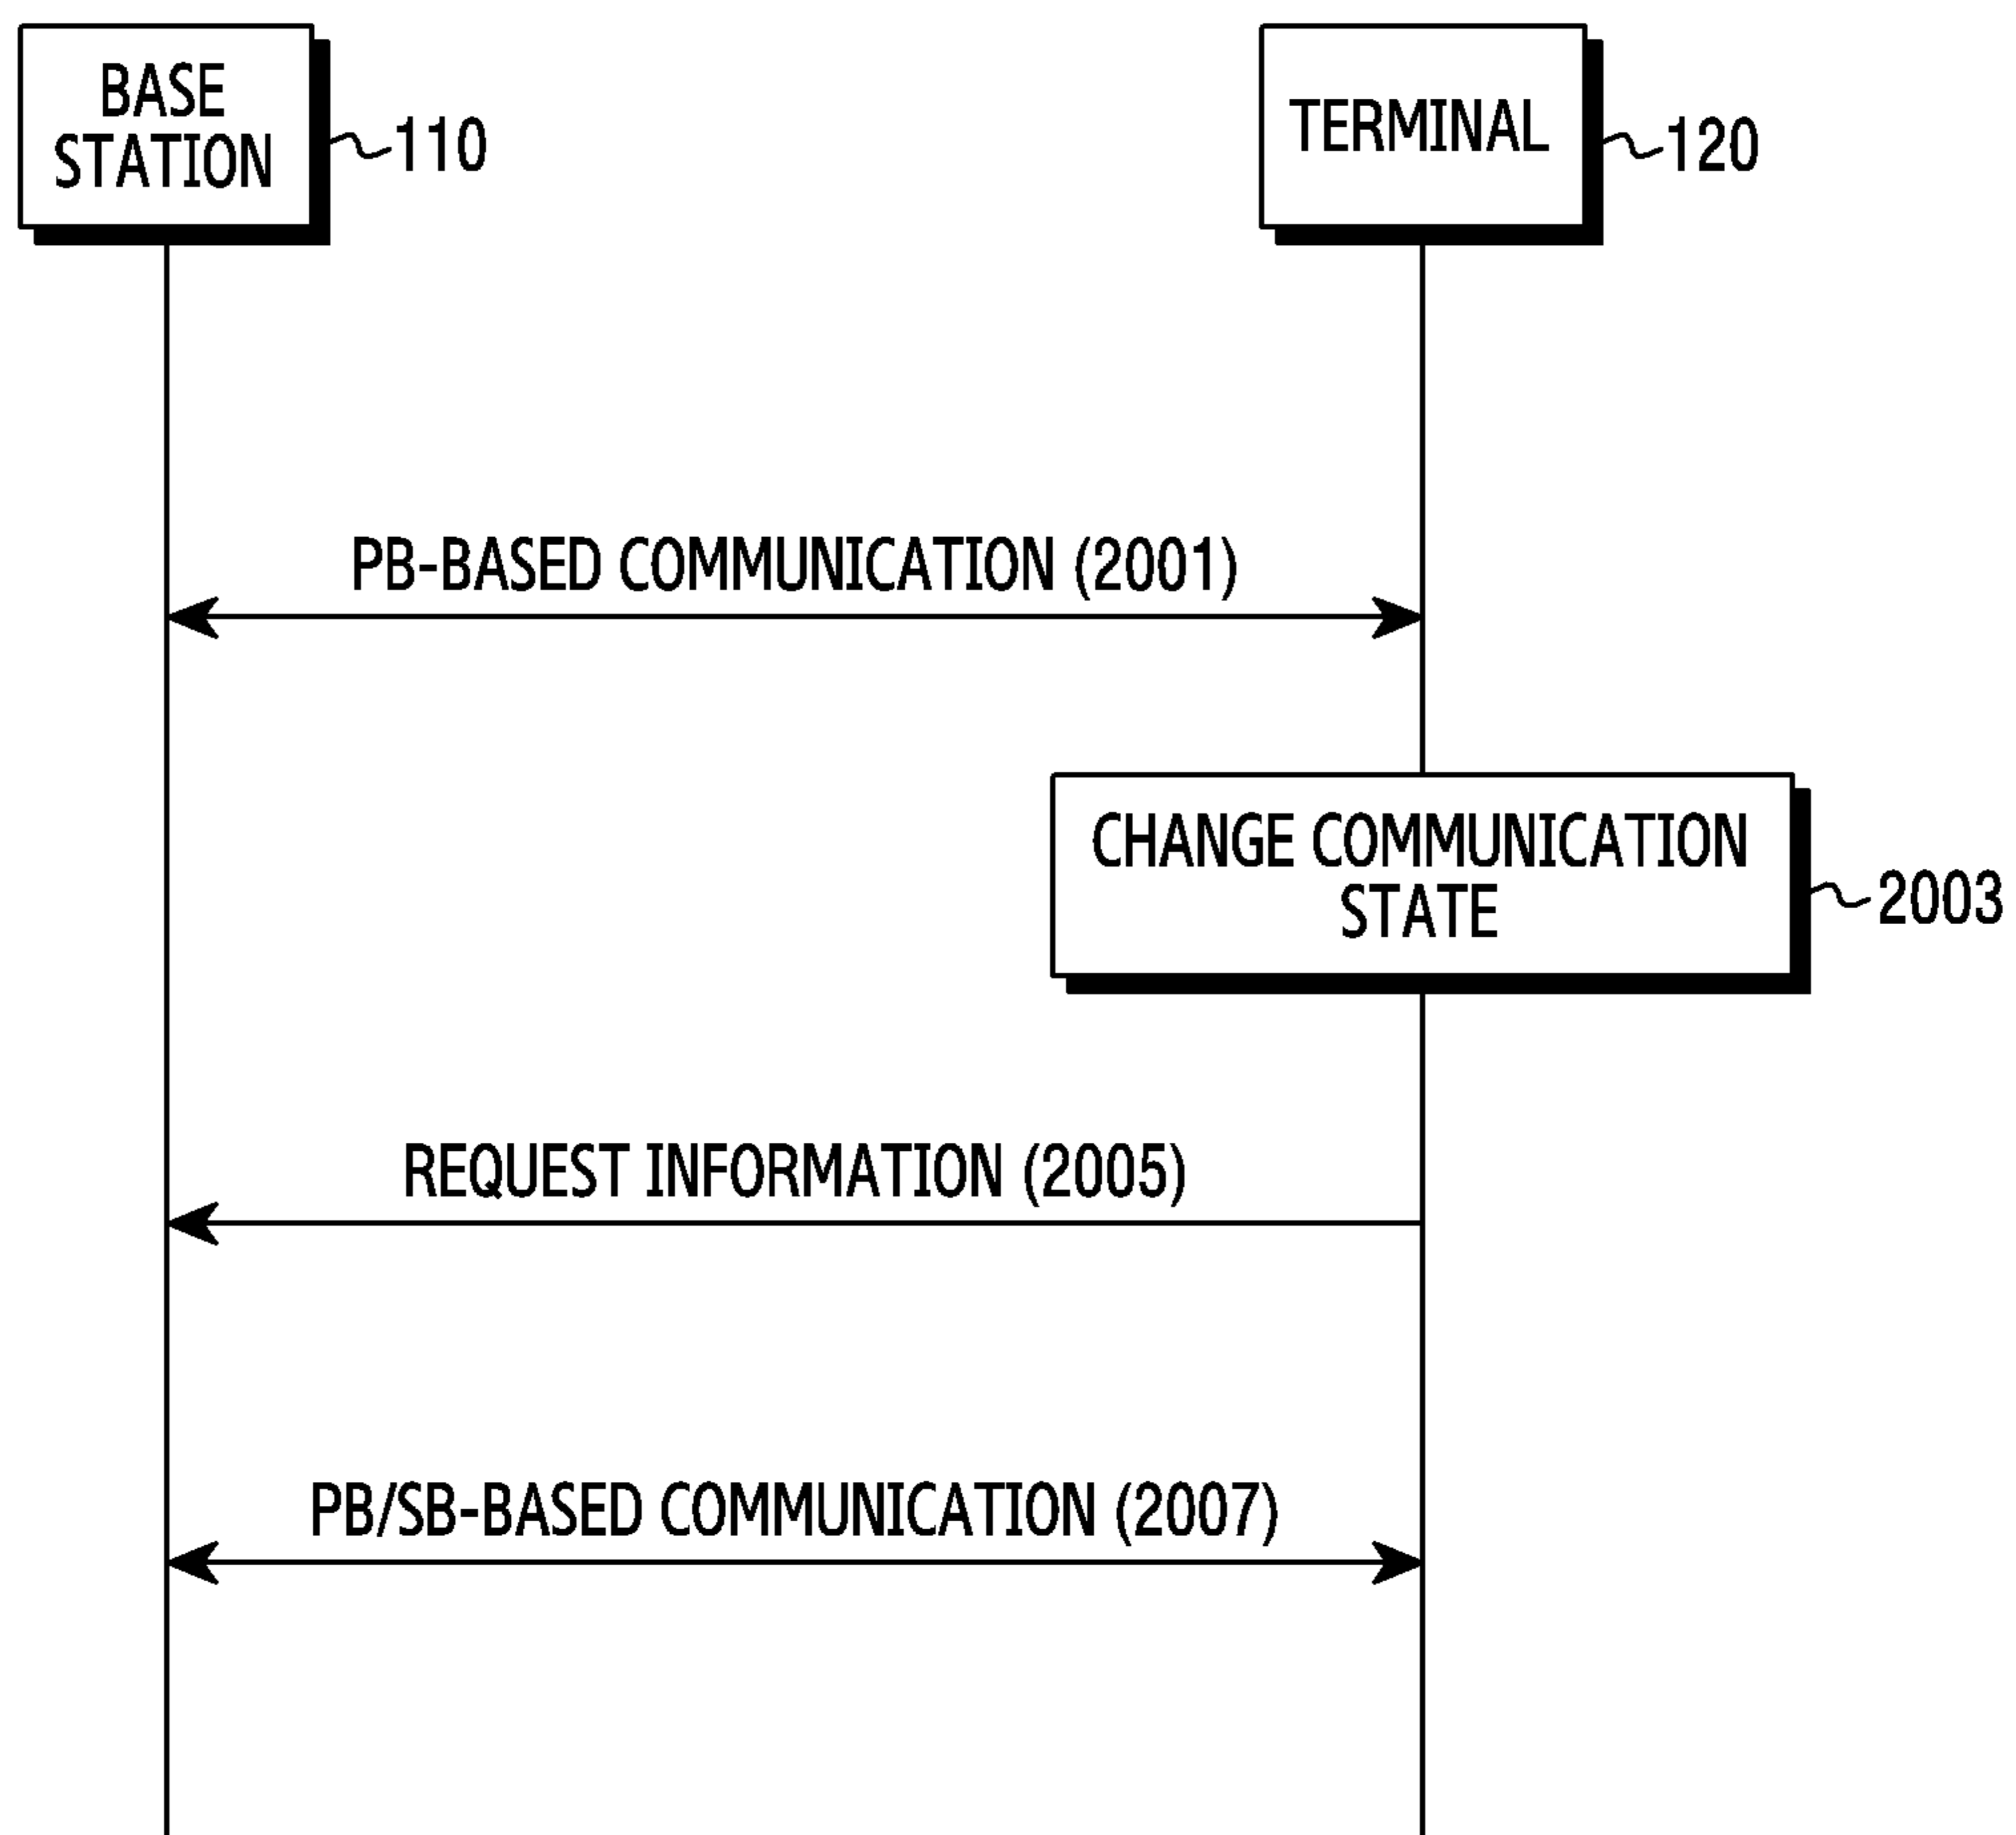 BASE
STATION
110
TERMINAL
120
PB-BASED COMMUNICATION (2001)
CHANGE COMMUNICATION
STATE
2003
REQUEST INFORMATION (2005)
PB/SB-BASED COMMUNICATION (2007)